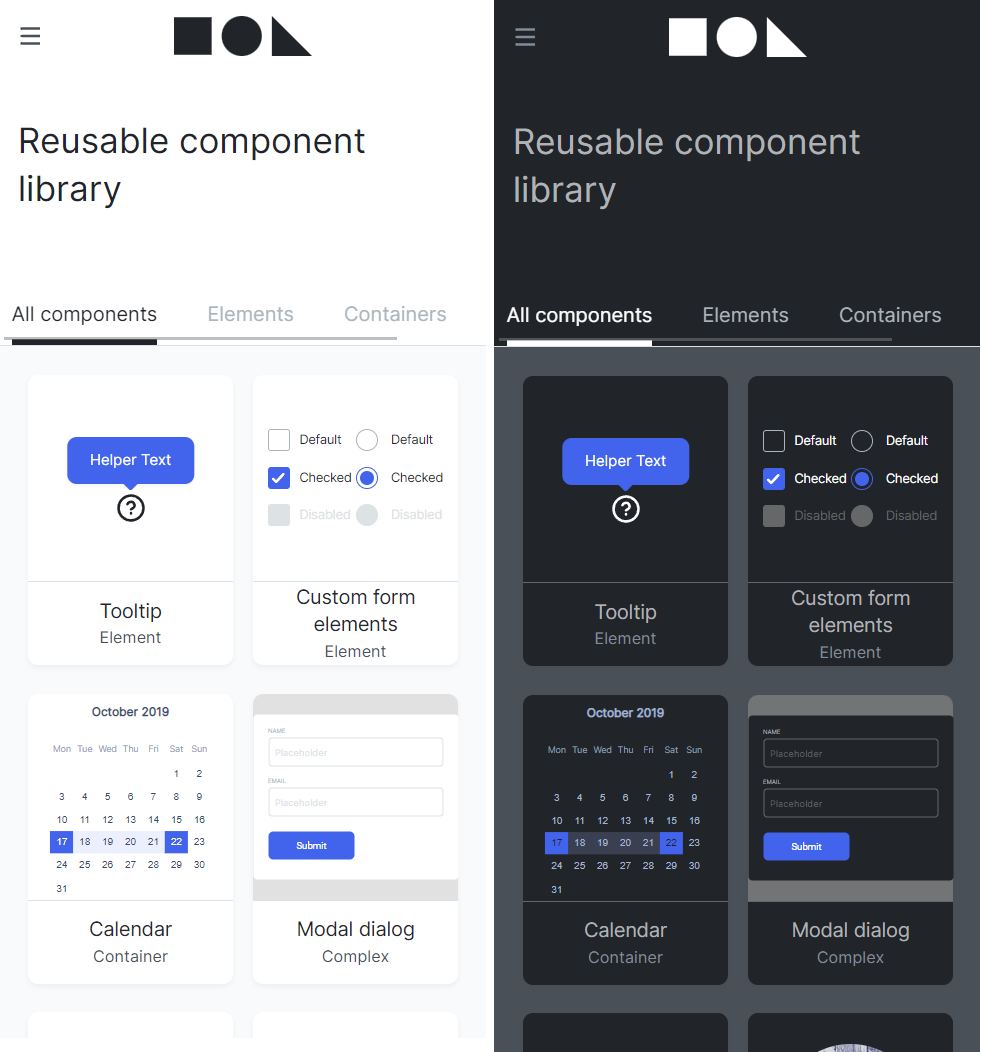 Reusable component
library
All components Elements Containers
Helper Text
?
Default Default
Checked Checked
Disabled Disabled
Tooltip
Element
Custom form
elements
Element
October 2019
Mon Tue Wed Thu Fri Sat Sun
1 2
3 4 5 6 7 8 9
10 11 12 13 14 15 16
17 18 19 20 21 22 23
24 25 26 27 28 29 30
31
Calendar
Container
NAME
Placeholder
EMAIL
Placeholder
Submit
Modal dialog
Complex
Reusable component
library
All components Elements Containers
Helper Text
?
Default Default
Checked Checked
Disabled Disabled
Tooltip
Element
Custom form
elements
Element
October 2019
Mon Tue Wed Thu Fri Sat Sun
1 2
3 4 5 6 7 8 9
10 11 12 13 14 15 16
17 18 19 20 21 22 23
24 25 26 27 28 29 30
31
Calendar
Container
NAME
Placeholder
EMAIL
Placeholder
Submit
Modal dialog
Complex